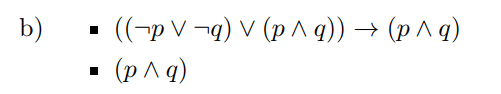 b) ▪ ((¬p ∨ ¬q) ∨ (p ∧ q)) → (p ∧ q)
▪ (p ∧ q)